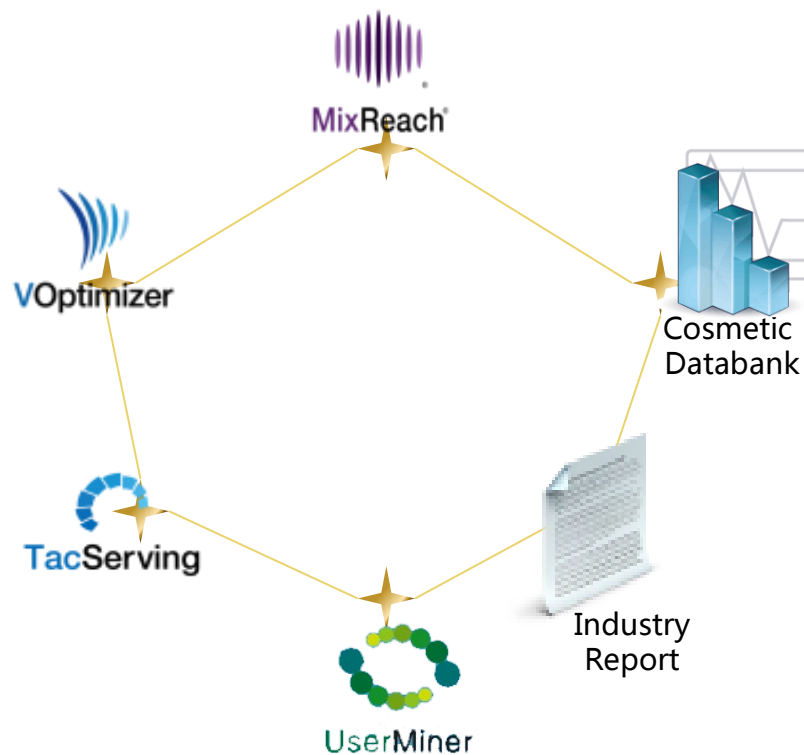 MixReach®
VOptimizer
Cosmetic
Databank
TacServing
Industry
Report
UserMiner